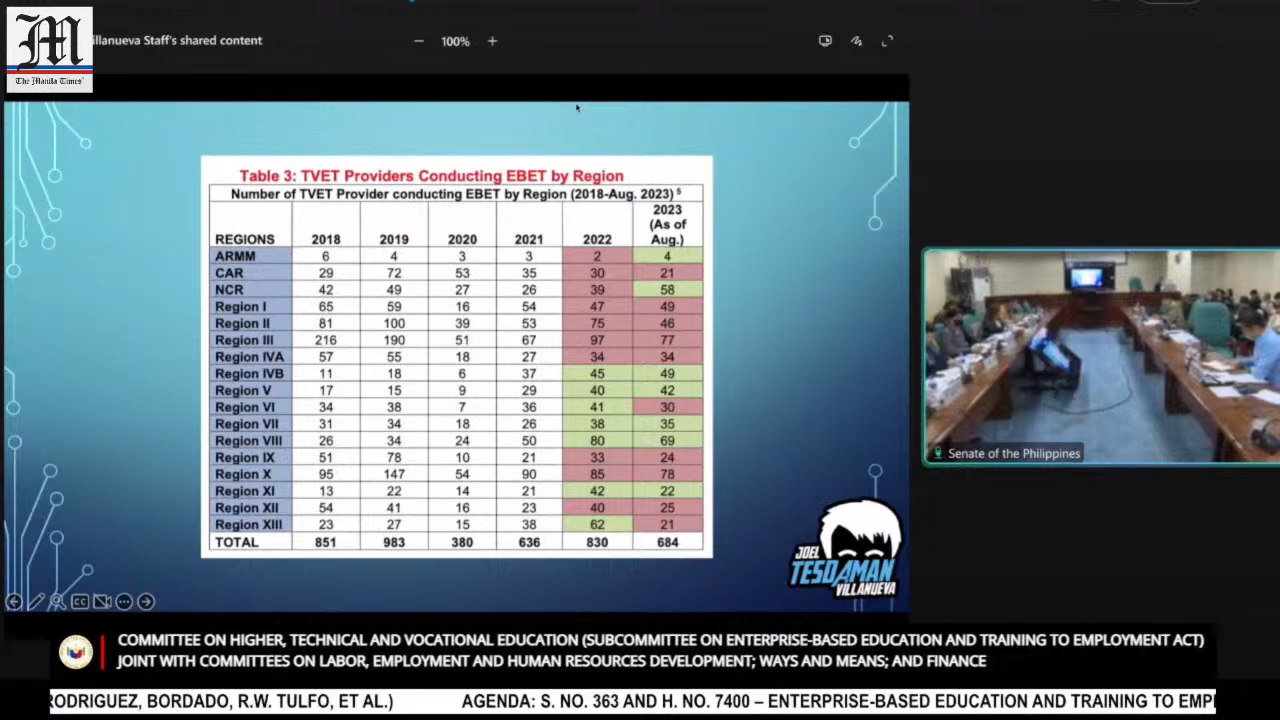 M
The Manila Times
illanueva Staff's shared content
100%
Table 3: TVET Providers Conducting EBET by Region
Number of TVET Provider conducting EBET by Region (2018-Aug. 2023) 5
REGIONS 2018 2019 2020 2021 2022 2023 (As of Aug.)
ARMM 6 4 3 3 2 4
CAR 29 72 53 35 30 21
NCR 42 49 27 26 39 58
Region I 65 59 16 54 47 49
Region II 81 100 39 53 75 46
Region III 216 190 51 67 97 77
Region IVA 57 55 18 27 34 34
Region IVB 11 18 6 37 45 49
Region V 17 15 9 29 40 42
Region VI 34 38 7 36 41 30
Region VII 31 34 18 26 38 35
Region VIII 26 34 24 50 80 69
Region IX 51 78 10 21 33 24
Region X 95 147 54 90 85 78
Region XI 13 22 14 21 42 22
Region XII 54 41 16 23 40 25
Region XIII 23 27 15 38 62 21
TOTAL 851 983 380 636 830 684
Senate of the Philippines
JOEL
TESDAMAN
VILLANUEVA
CC
COMMITTEE ON HIGHER, TECHNICAL AND VOCATIONAL EDUCATION (SUBCOMMITTEE ON ENTERPRISE-BASED EDUCATION AND TRAINING TO EMPLOYMENT ACT)
JOINT WITH COMMITTEES ON LABOR, EMPLOYMENT AND HUMAN RESOURCES DEVELOPMENT; WAYS AND MEANS; AND FINANCE
RODRIGUEZ, BORDADO, R.W. TULFO, ET AL.) AGENDA: S. NO. 363 AND H. NO. 7400 – ENTERPRISE-BASED EDUCATION AND TRAINING TO EMPL